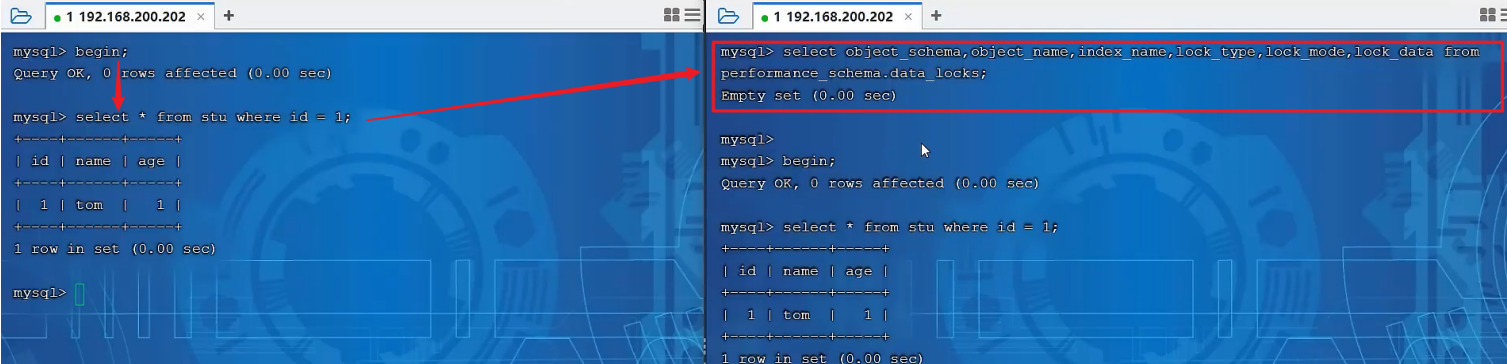 1 192.168.200.202 × +
mysql> begin;
Query OK, 0 rows affected (0.00 sec)
mysql> select * from stu where id = 1;
+----+------+-----+
| id | name | age |
+----+------+-----+
|  1 | tom  |   1 |
+----+------+-----+
1 row in set (0.00 sec)
mysql>
1 192.168.200.202 × +
mysql> select object_schema,object_name,index_name,lock_type,lock_mode,lock_data from
performance_schema.data_locks;
Empty set (0.00 sec)
mysql>
mysql> begin;
Query OK, 0 rows affected (0.00 sec)
mysql> select * from stu where id = 1;
+----+------+-----+
| id | name | age |
+----+------+-----+
|  1 | tom  |   1 |
+----+------+-----+
1 row in set (0.00 sec)